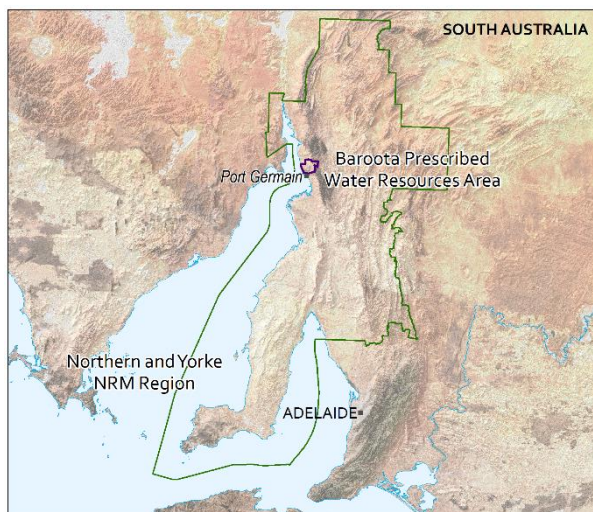 SOUTH AUSTRALIA
Baroota Prescribed
Water Resources Area
Port Germain
Northern and Yorke
NRM Region
ADELAIDE